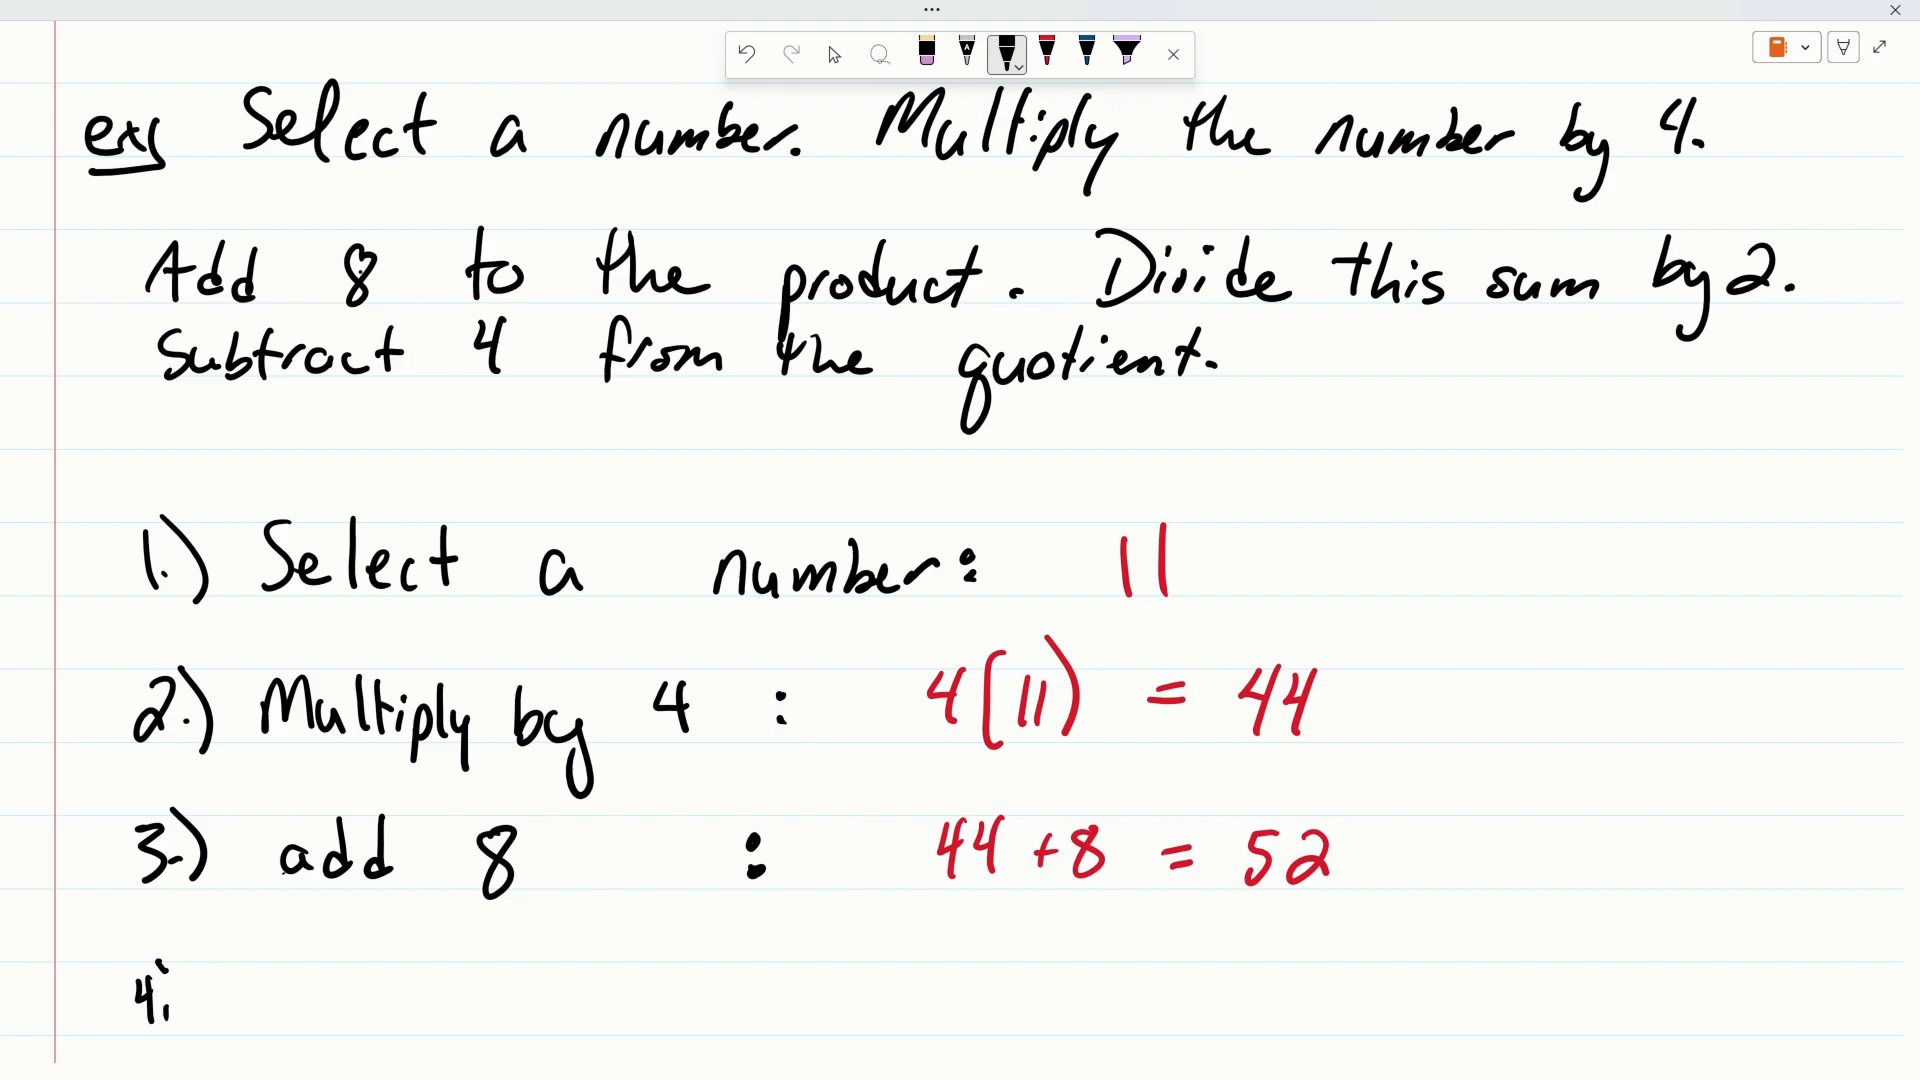 ex) Select a number. Multiply the number by 4.
Add 8 to the product. Divide this sum by 2.
Subtract 4 from the quotient.
1.) Select a number: 11
2.) Multiply by 4 : 4(11) = 44
3.) add 8 : 44 + 8 = 52
4.